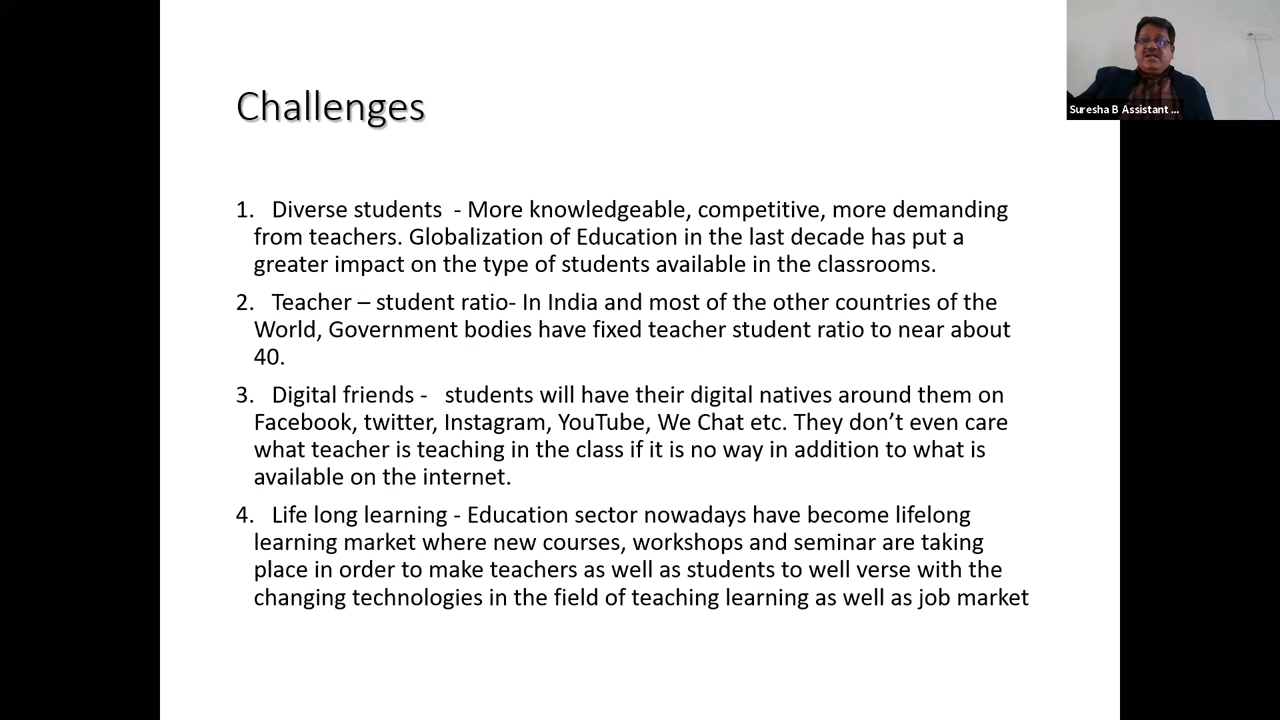 Challenges
Suresha B Assistant ...
1. Diverse students - More knowledgeable, competitive, more demanding
from teachers. Globalization of Education in the last decade has put a
greater impact on the type of students available in the classrooms.
2. Teacher – student ratio- In India and most of the other countries of the
World, Government bodies have fixed teacher student ratio to near about
40.
3. Digital friends - students will have their digital natives around them on
Facebook, twitter, Instagram, YouTube, We Chat etc. They don’t even care
what teacher is teaching in the class if it is no way in addition to what is
available on the internet.
4. Life long learning - Education sector nowadays have become lifelong
learning market where new courses, workshops and seminar are taking
place in order to make teachers as well as students to well verse with the
changing technologies in the field of teaching learning as well as job market